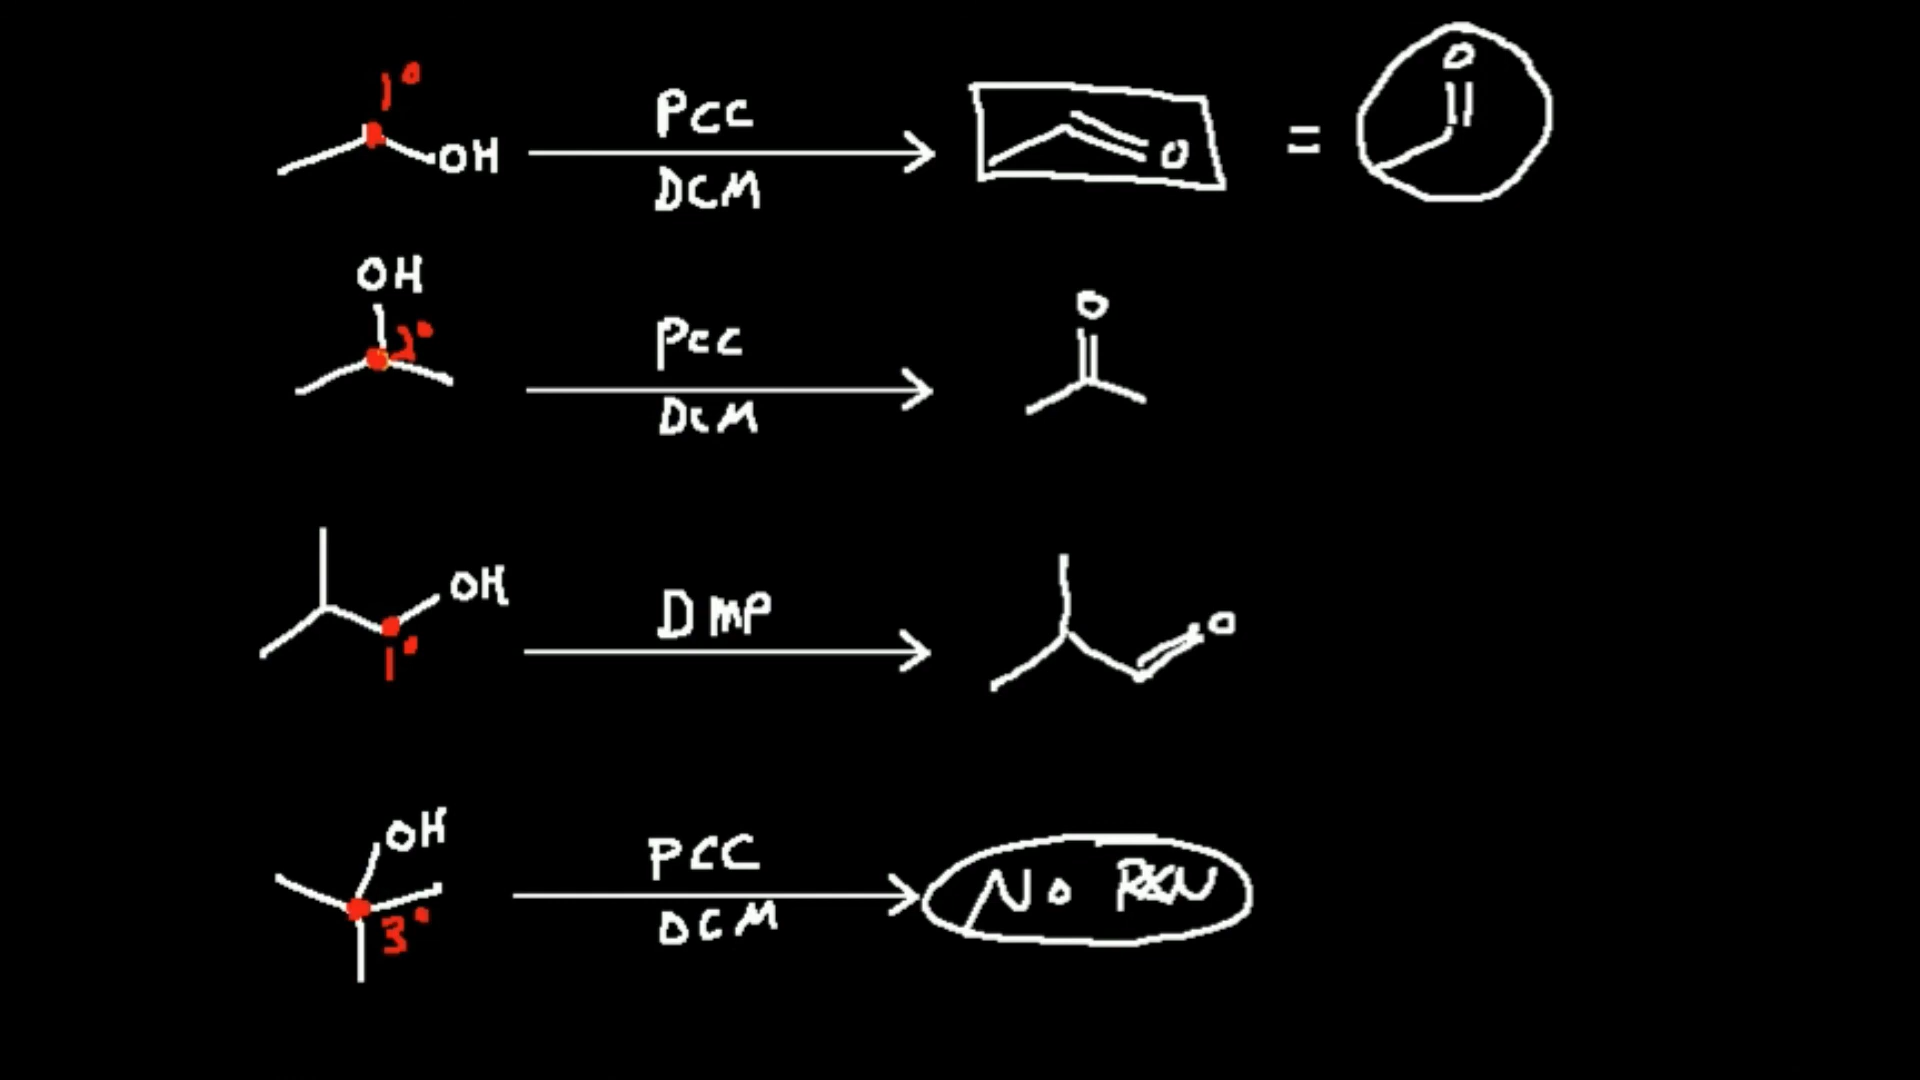 1° OH PCC DCM O = O
OH 2° PCC DCM O
OH 1° DMP O
OH 3° PCC DCM No RXN